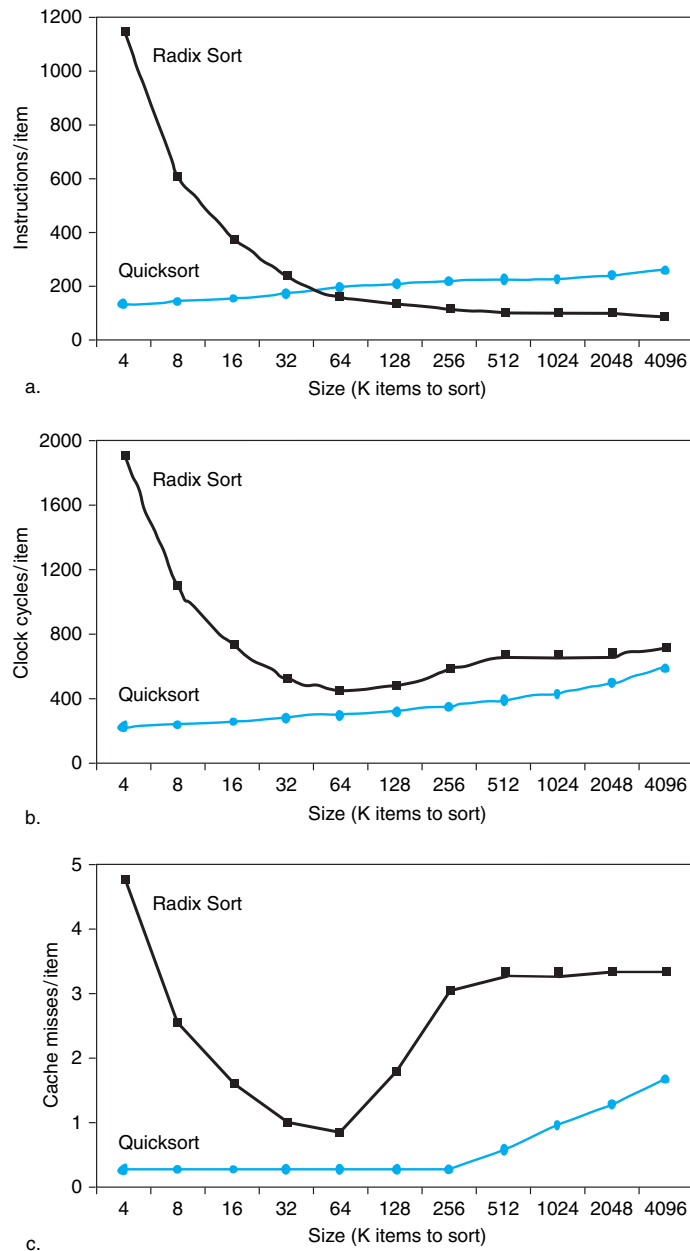 1200
1000
800
600
400
200
0
Instructions/item
Radix Sort
Quicksort
4 8 16 32 64 128 256 512 1024 2048 4096
Size (K items to sort)
a.
2000
1600
1200
800
400
0
Clock cycles/item
Radix Sort
Quicksort
4 8 16 32 64 128 256 512 1024 2048 4096
Size (K items to sort)
b.
5
4
3
2
1
0
Cache misses/item
Radix Sort
Quicksort
4 8 16 32 64 128 256 512 1024 2048 4096
Size (K items to sort)
c.